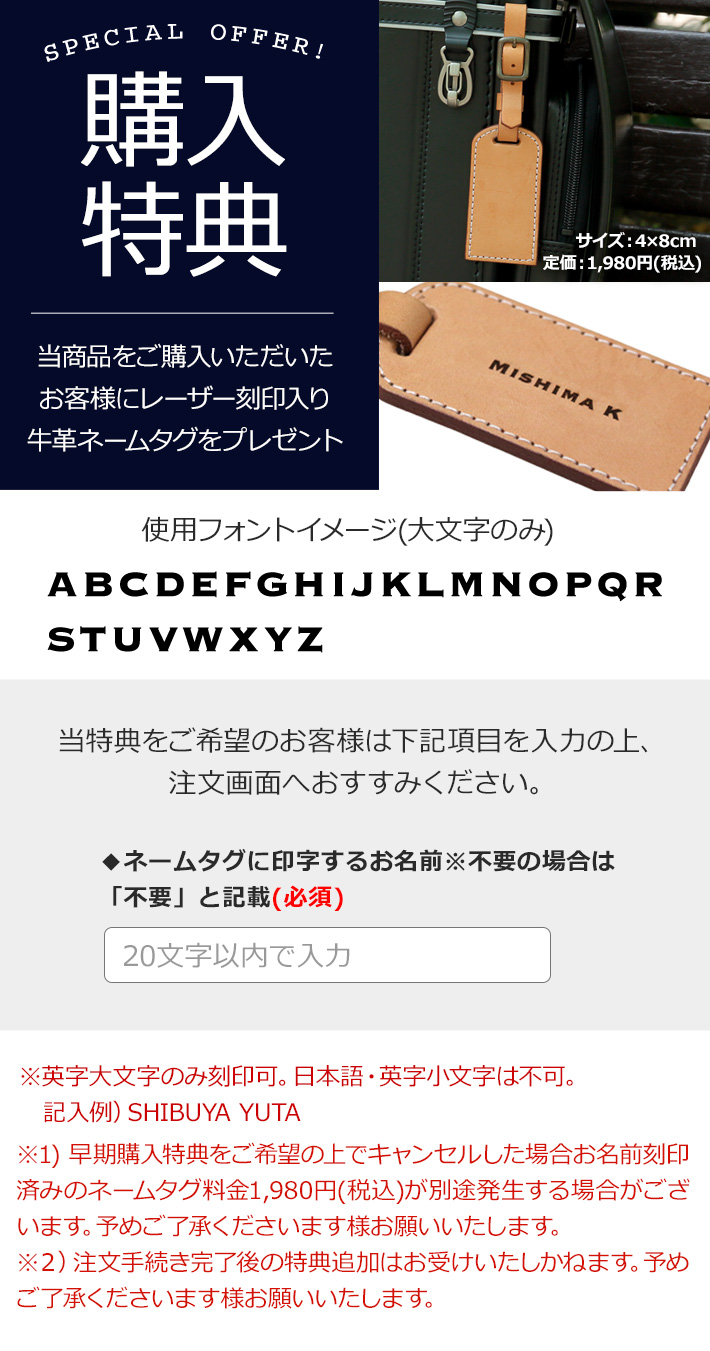 SPECIAL OFFER!
購入
特典
サイズ：4×8cm
定価：1,980円(税込)
当商品をご購入いただいた
お客様にレーザー刻印入り
牛革ネームタグをプレゼント
MISHIMA K
使用フォントイメージ(大文字のみ)
ABCDEFGHIJKLMNOPQR
STUVWXYZ
当特典をご希望のお客様は下記項目を入力の上、
注文画面へおすすみください。
◆ネームタグに印字するお名前※不要の場合は
「不要」と記載(必須)
20文字以内で入力
※英字大文字のみ刻印可。日本語・英字小文字は不可。
記入例）SHIBUYA YUTA
※1) 早期購入特典をご希望の上でキャンセルした場合お名前刻印
済みのネームタグ料金1,980円(税込)が別途発生する場合がござ
います。予めご了承くださいます様お願いいたします。
※2）注文手続き完了後の特典追加はお受けいたしかねます。予め
ご了承くださいます様お願いいたします。